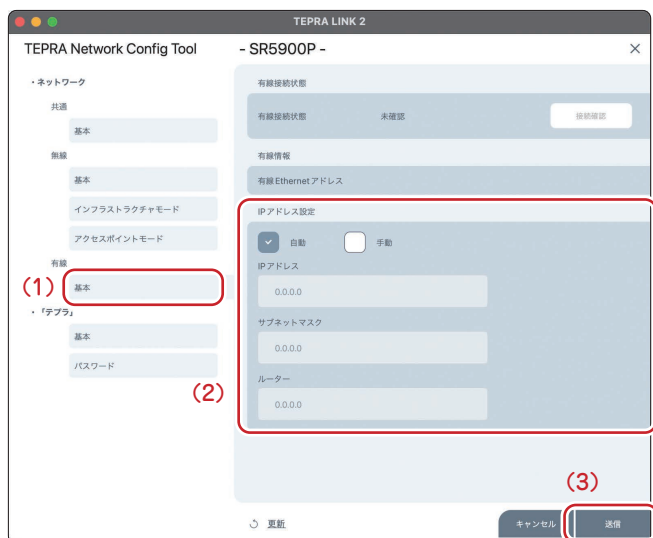 TEPRA LINK 2
TEPRA Network Config Tool
- SR5900P -
・ネットワーク
共通
基本
無線
基本
インフラストラクチャモード
アクセスポイントモード
有線
(1)
基本
・「テプラ」
基本
パスワード
有線接続状態
有線接続状態 未確認 接続確認
有線情報
有線 Ethernet アドレス
(2)
IPアドレス設定
自動 手動
IPアドレス
0.0.0.0
サブネットマスク
0.0.0.0
ルーター
0.0.0.0
(3)
更新
キャンセル
送信